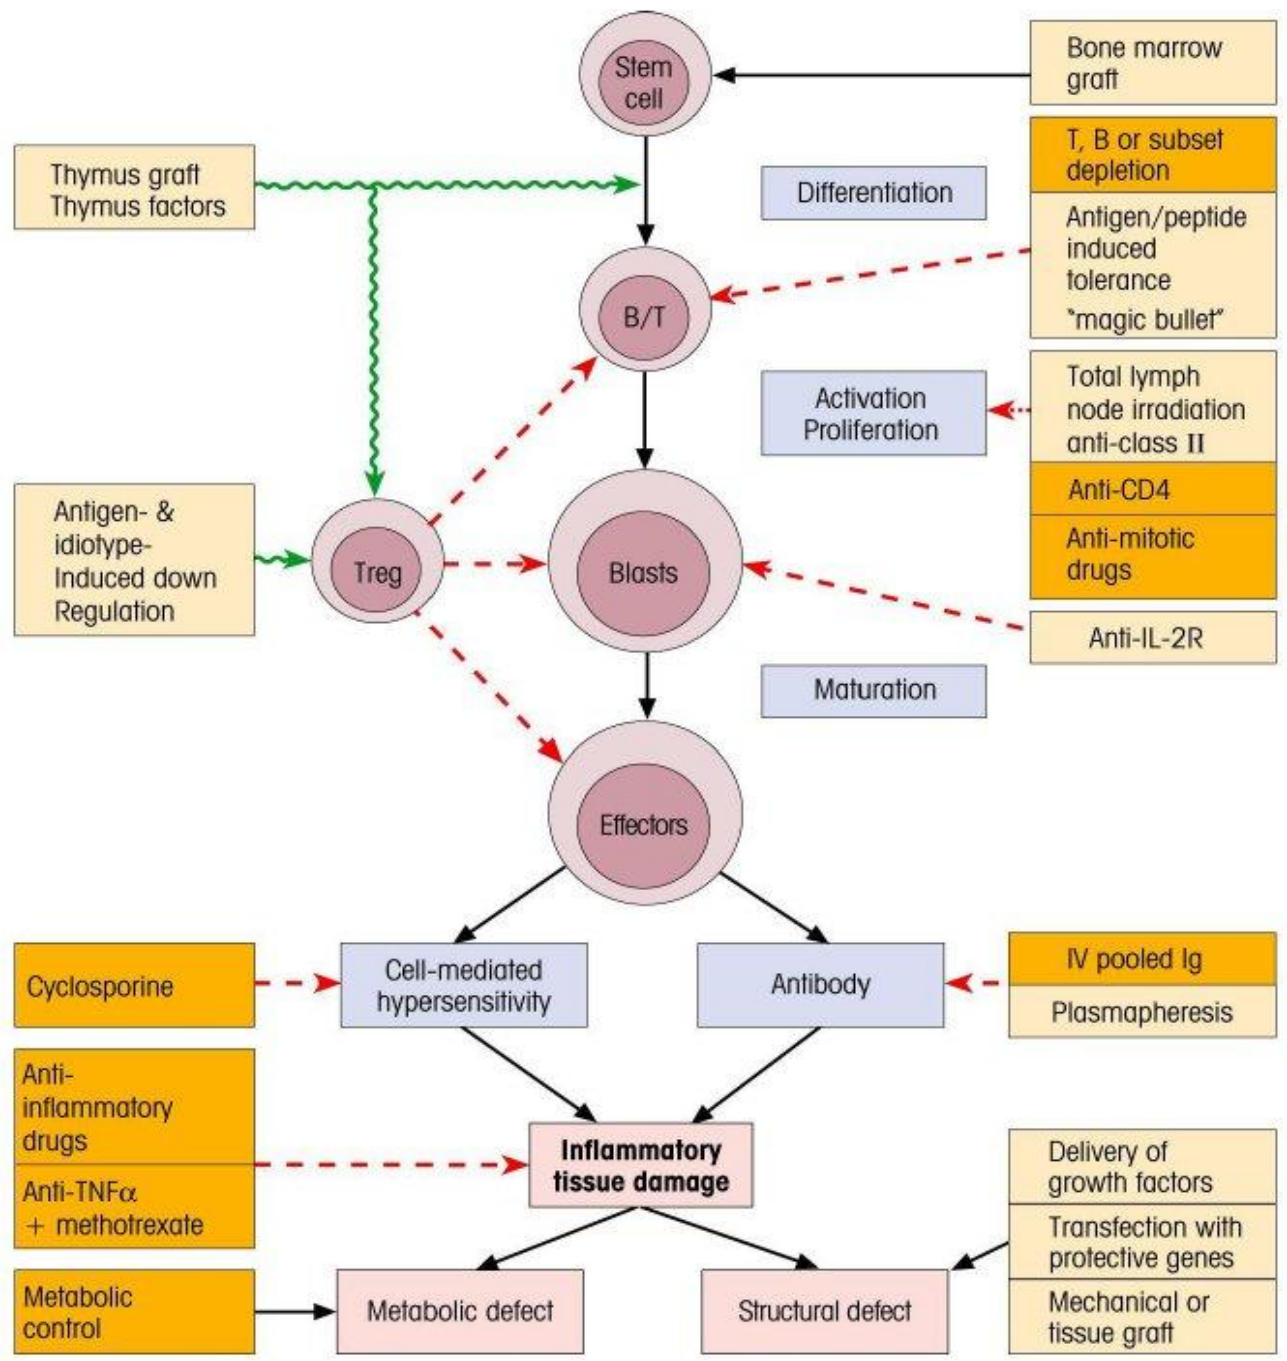 Stem
cell
Bone marrow
graft
T, B or subset
depletion
Thymus graft
Thymus factors
Differentiation
Antigen/peptide
induced
tolerance
"magic bullet"
B/T
Total lymph
node irradiation
anti-class II
Activation
Proliferation
Anti-CD4
Anti-mitotic
drugs
Antigen- &
idiotype-
Induced down
Regulation
Treg
Blasts
Anti-IL-2R
Maturation
Effectors
Cyclosporine
Cell-mediated
hypersensitivity
Antibody
IV pooled Ig
Plasmapheresis
Anti-
inflammatory
drugs
Anti-TNFα
+ methotrexate
Inflammatory
tissue damage
Delivery of
growth factors
Transfection with
protective genes
Mechanical or
tissue graft
Metabolic
control
Metabolic defect
Structural defect